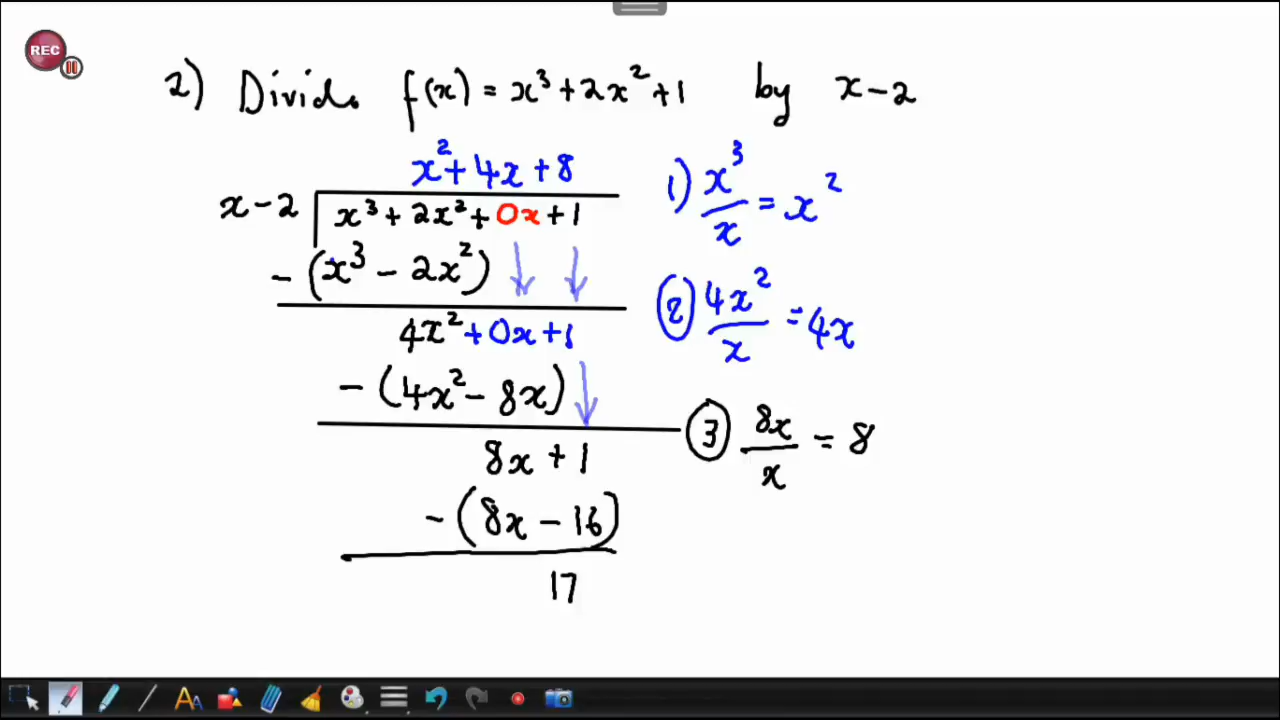 REC
2) Divide f(x) = x³ + 2x² + 1 by x - 2
x² + 4x + 8
x - 2 x³ + 2x² + 0x + 1
- (x³ - 2x²)
4x² + 0x + 1
- (4x² - 8x)
8x + 1
- (8x - 16)
17
1) x³/x = x²
② 4x²/x = 4x
③ 8x/x = 8
AA